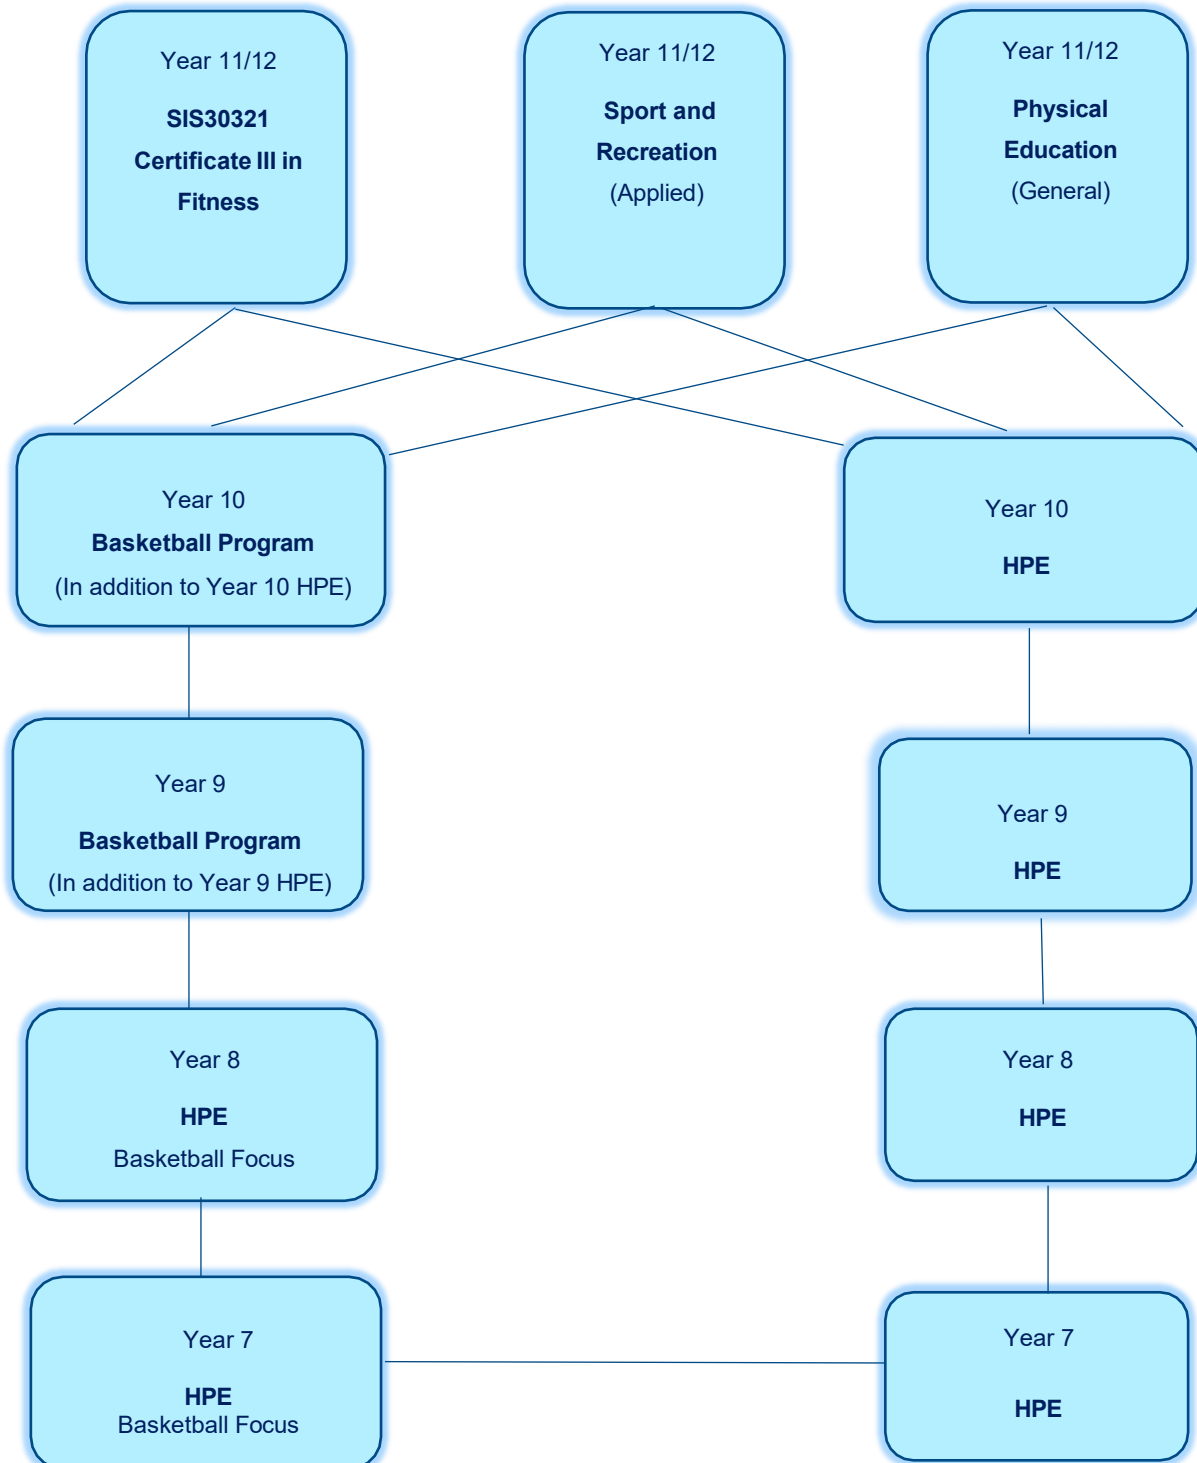 Year 11/12
SIS30321
Certificate III in
Fitness
Year 11/12
Sport and
Recreation
(Applied)
Year 11/12
Physical
Education
(General)
Year 10
Basketball Program
(In addition to Year 10 HPE)
Year 10
HPE
Year 9
Basketball Program
(In addition to Year 9 HPE)
Year 9
HPE
Year 8
HPE
Basketball Focus
Year 8
HPE
Year 7
HPE
Basketball Focus
Year 7
HPE